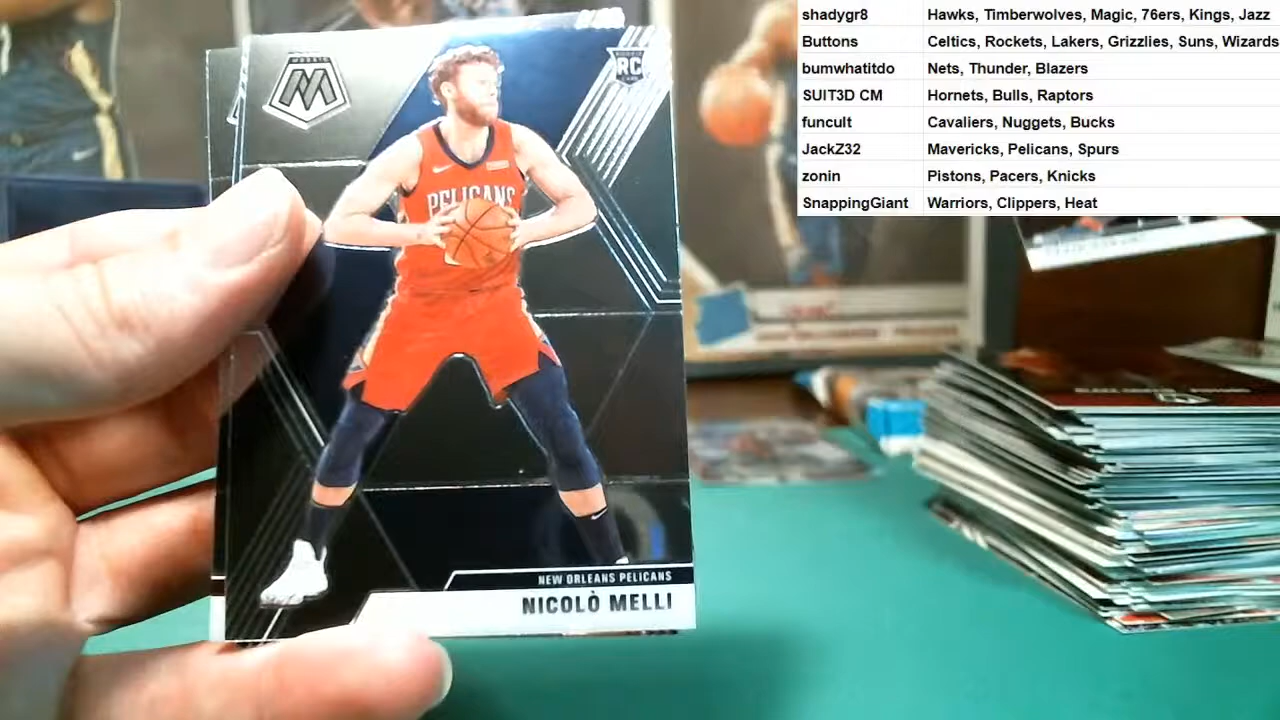 shadygr8 Hawks, Timberwolves, Magic, 76ers, Kings, Jazz
Buttons Celtics, Rockets, Lakers, Grizzlies, Suns, Wizards
bumwhatitdo Nets, Thunder, Blazers
SUIT3D CM Hornets, Bulls, Raptors
funcult Cavaliers, Nuggets, Bucks
JackZ32 Mavericks, Pelicans, Spurs
zonin Pistons, Pacers, Knicks
SnappingGiant Warriors, Clippers, Heat
MOSAIC
M
RC
PELICANS
NEW ORLEANS PELICANS
NICOLÒ MELLI